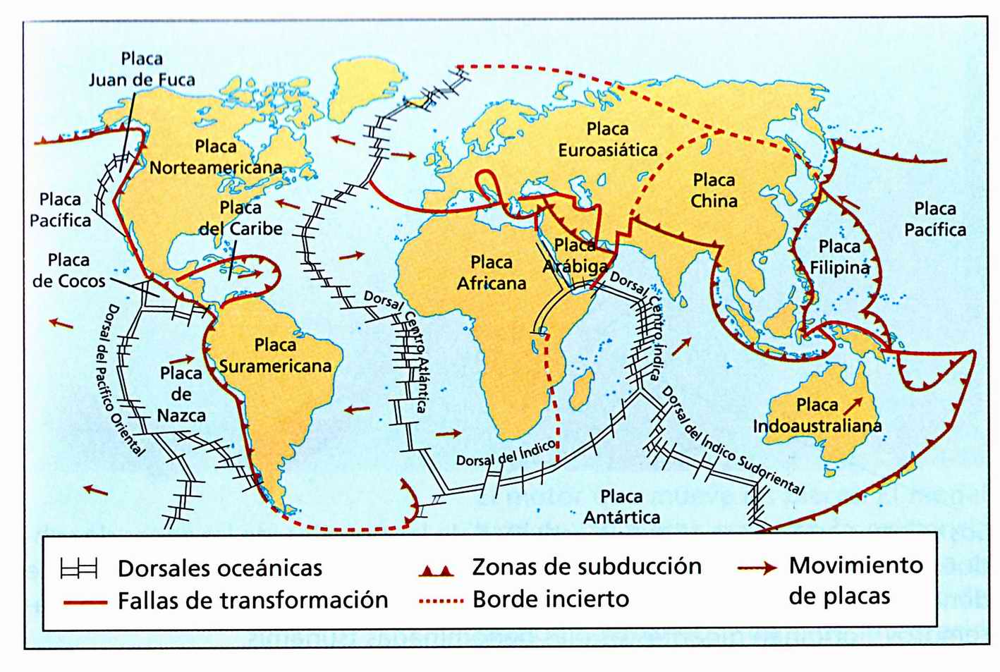 Placa
Juan de Fuca
Placa
Norteamericana
Placa
Euroasiática
Placa
China
Placa
Pacífica
Placa
del Caribe
Placa
Pacífica
Placa
de Cocos
Placa
Africana
Placa
Arábiga
Placa
Filipina
Dorsal del Pacífico Oriental
Placa
Suramericana
Placa
de
Nazca
Dorsal Centro Atlántica
Dorsal Centro índica
Dorsal del Índico
Dorsal del Índico Sudoriental
Placa
Indoaustraliana
Placa
Antártica
Dorsales oceánicas
Zonas de subducción
Movimiento
de placas
Fallas de transformación
Borde incierto